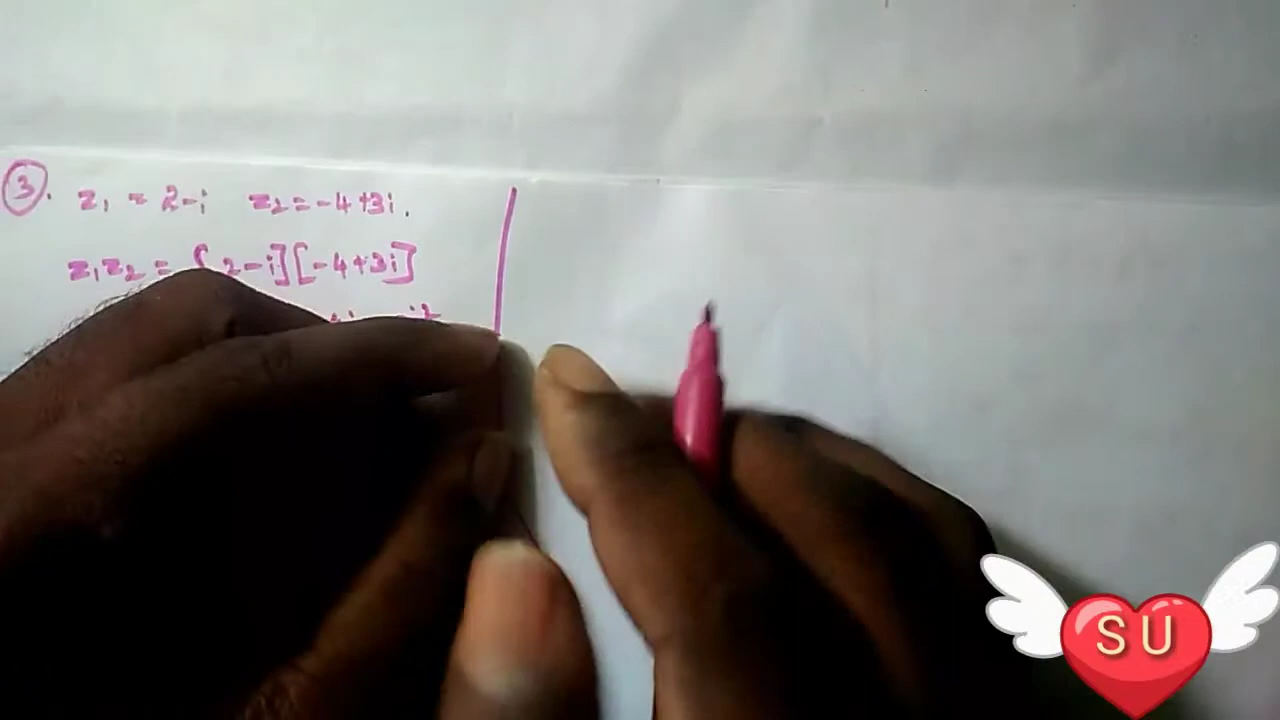 3. z₁ = 2-i z₂ = -4+3i.
z₁z₂ = [2-i][-4+3i]
SU